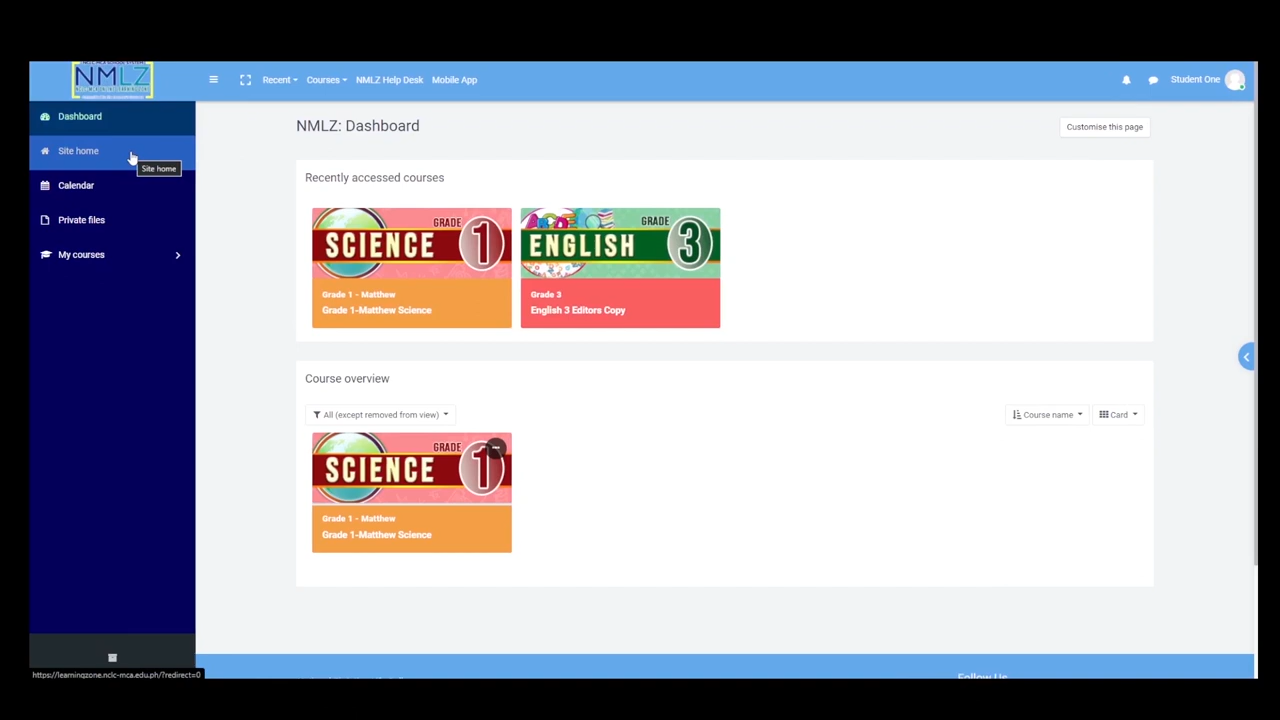 NMLZ
Recent
Courses
NMLZ Help Desk
Mobile App
Student One
Dashboard
Site home
Site home
Calendar
Private files
My courses
NMLZ: Dashboard
Customise this page
Recently accessed courses
GRADE
SCIENCE 1
Grade 1 - Matthew
Grade 1-Matthew Science
GRADE
ENGLISH 3
Grade 3
English 3 Editors Copy
Course overview
All (except removed from view)
Course name
Card
GRADE
SCIENCE 1
Grade 1 - Matthew
Grade 1-Matthew Science
https://learningzone.nclc-mca.edu.ph/?redirect=0
Follow Us